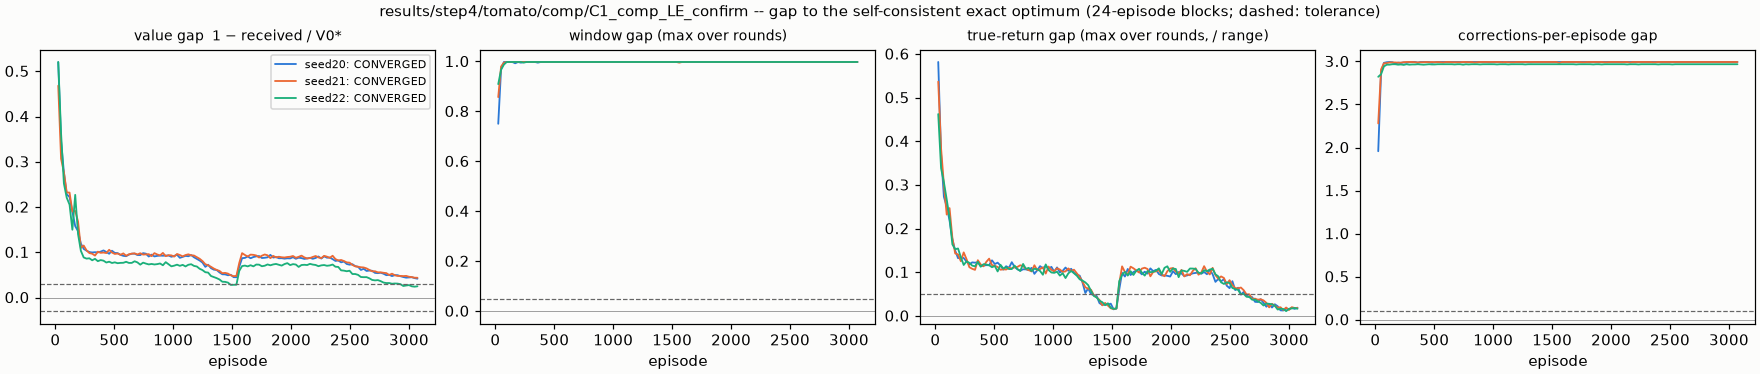 results/step4/tomato/comp/C1_comp_LE_confirm -- gap to the self-consistent exact optimum (24-episode blocks; dashed: tolerance)
value gap 1 − received / V0*
0.5
0.4
0.3
0.2
0.1
0.0
seed20: CONVERGED
seed21: CONVERGED
seed22: CONVERGED
0 500 1000 1500 2000 2500 3000
episode
window gap (max over rounds)
1.0
0.8
0.6
0.4
0.2
0.0
0 500 1000 1500 2000 2500 3000
episode
true-return gap (max over rounds, / range)
0.6
0.5
0.4
0.3
0.2
0.1
0.0
0 500 1000 1500 2000 2500 3000
episode
corrections-per-episode gap
3.0
2.5
2.0
1.5
1.0
0.5
0.0
0 500 1000 1500 2000 2500 3000
episode